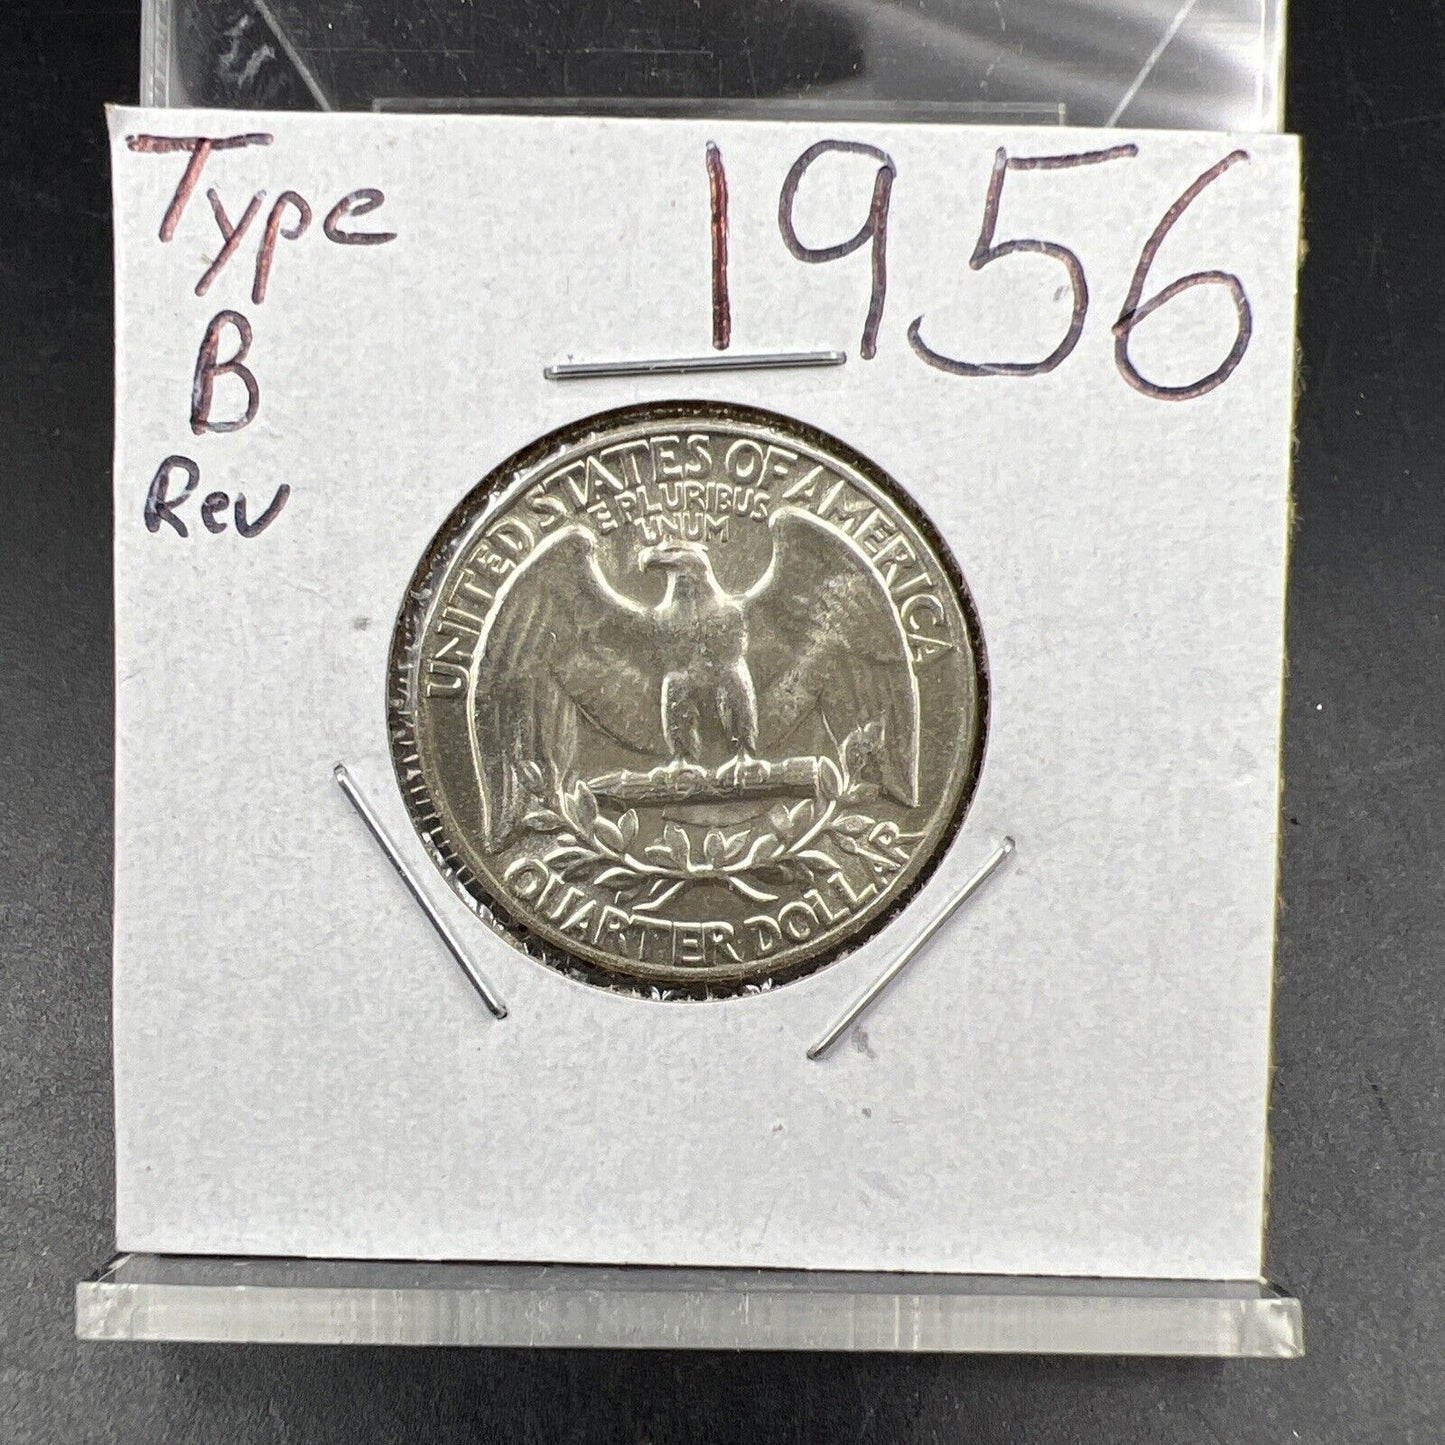 Type
B
Rev
1956
UNITED STATES OF AMERICA
E PLURIBUS
UNUM
QUARTER DOLLAR